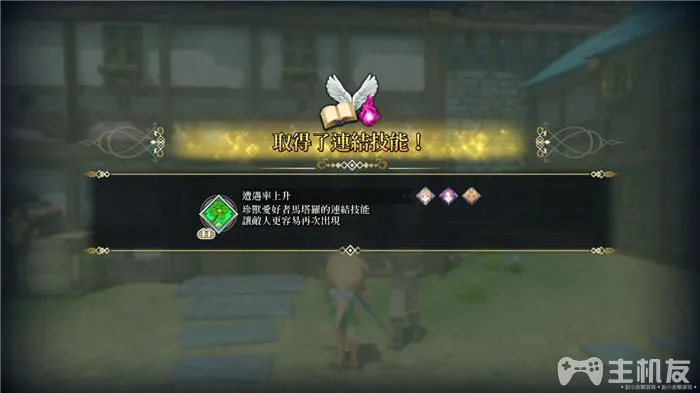 取得了連結技能！
遭遇率上升
珍獸愛好者馬塔羅的連結技能
讓敵人更容易再次出現
主机友